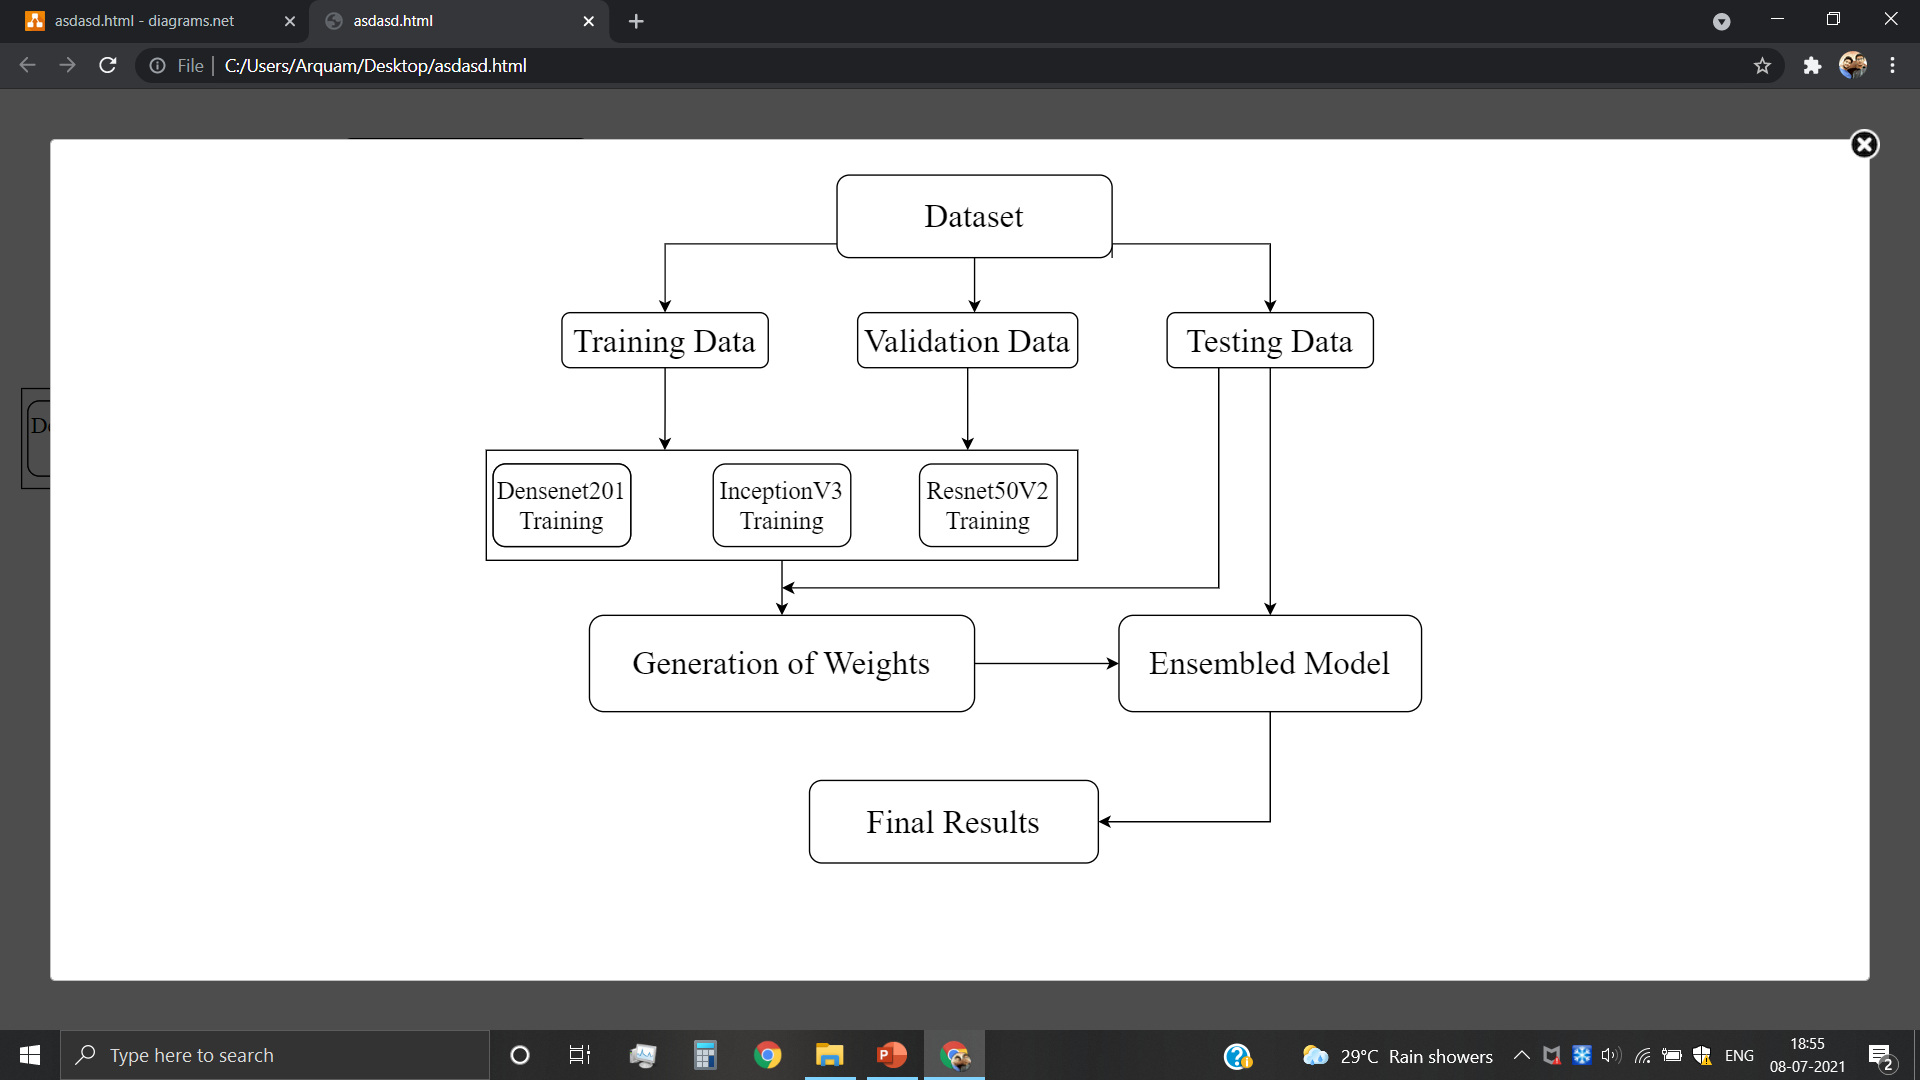 asdasd.html - diagrams.net
asdasd.html
File
C:/Users/Arquam/Desktop/asdasd.html
Dataset
Training Data
Validation Data
Testing Data
Densenet201
Training
InceptionV3
Training
Resnet50V2
Training
Generation of Weights
Ensembled Model
Final Results
Type here to search
29°C Rain showers
ENG
18:55
08-07-2021
2